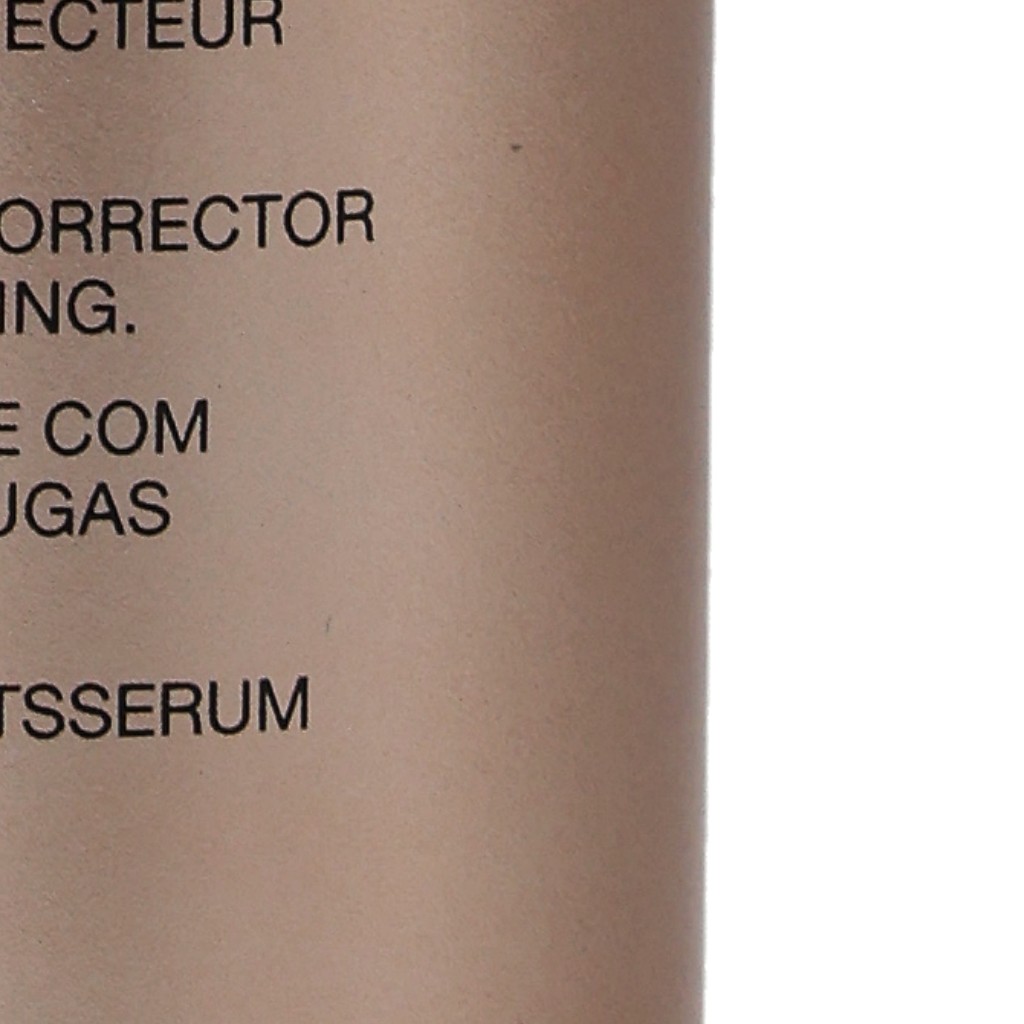 ECTEUR
ORRECTOR
ING.
E COM
UGAS
TSSERUM